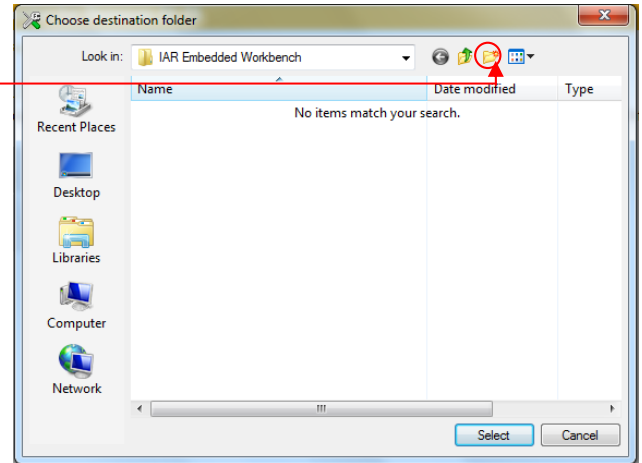 Choose destination folder
Look in: IAR Embedded Workbench
Name Date modified Type
No items match your search.
Recent Places
Desktop
Libraries
Computer
Network
Select Cancel